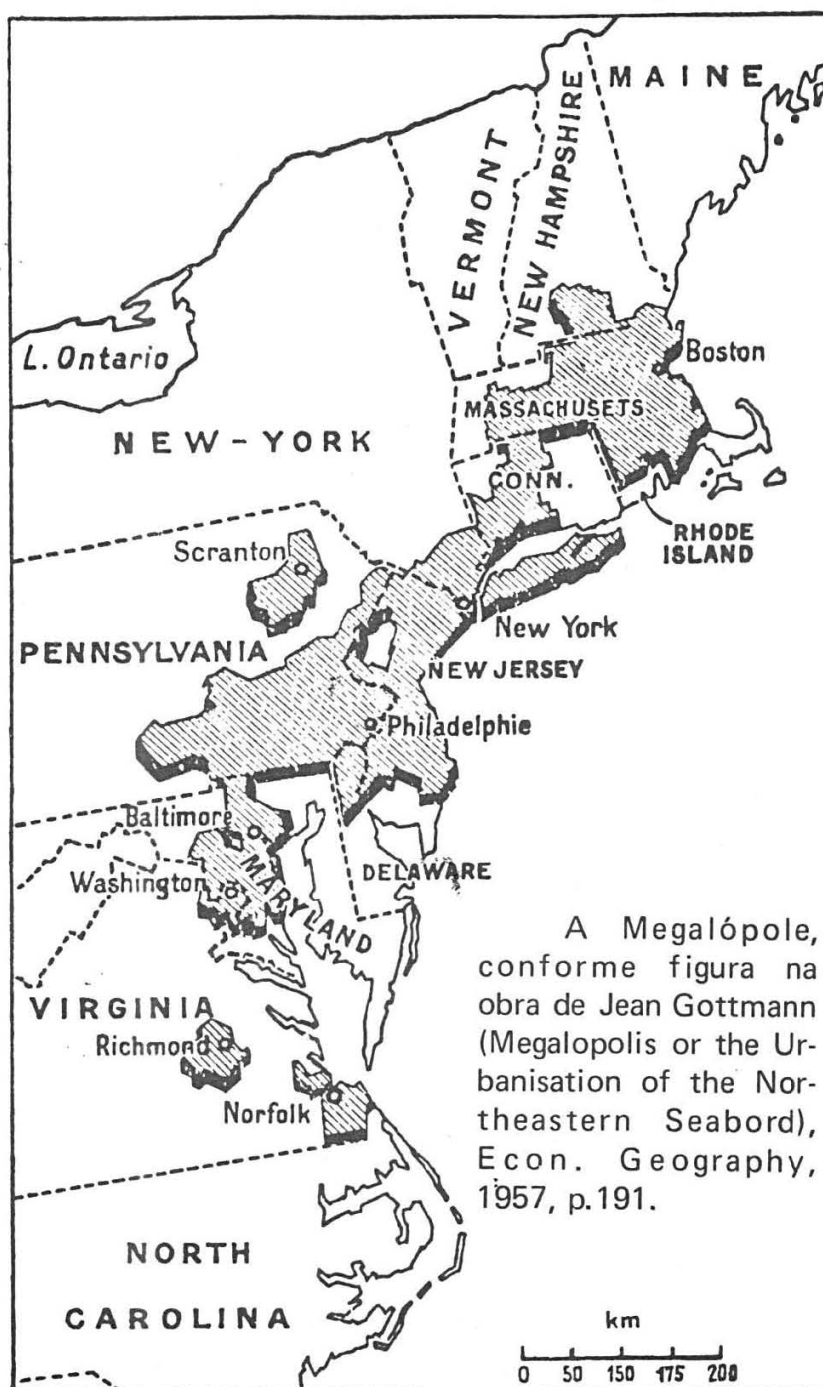 MAINE
VERMONT
NEW HAMPSHIRE
L. Ontario
Boston
MASSACHUSETS
NEW-YORK
CONN.
RHODE
ISLAND
Scranton
New York
PENNSYLVANIA
NEW JERSEY
Philadelphie
Baltimore
Washington
MARYLAND
DELAWARE
VIRGINIA
Richmond
Norfolk
A Megalópole,
conforme figura na
obra de Jean Gottmann
(Megalopolis or the Ur-
banisation of the Nor-
theastern Seabord),
Econ. Geography,
1957, p.191.
NORTH
CAROLINA
km
0 50 150 175 200